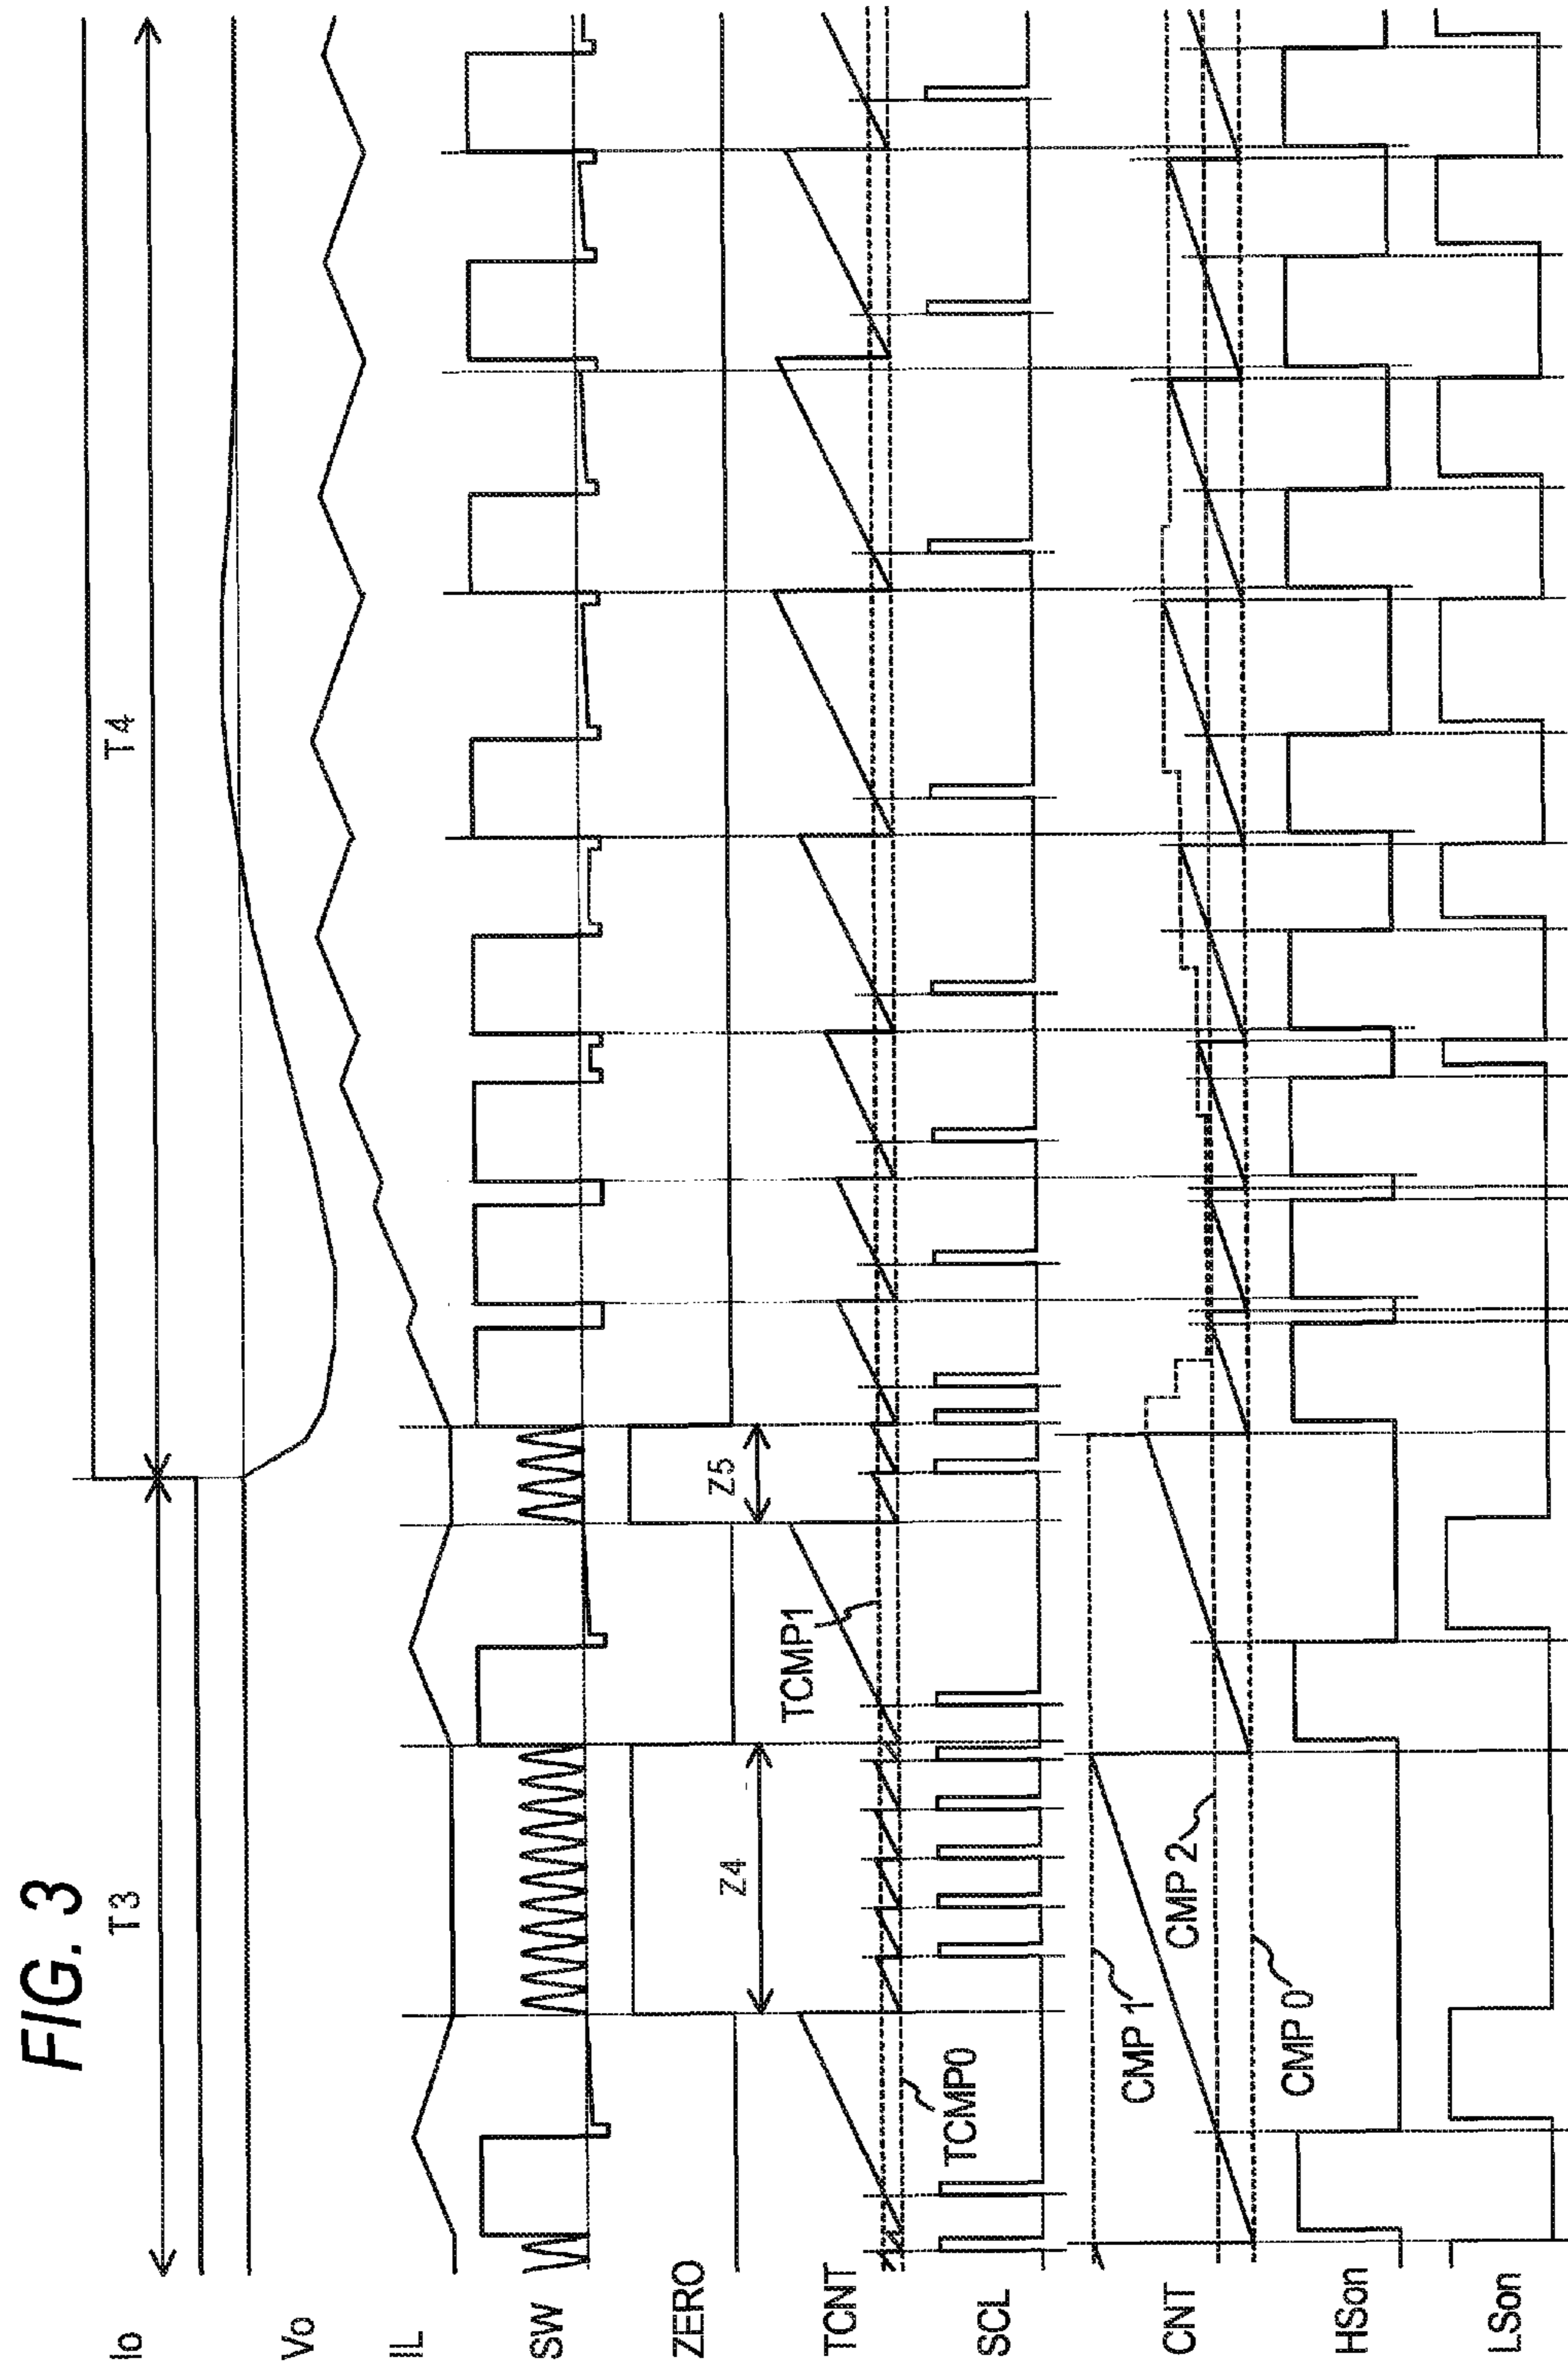 FIG. 3
T3
T4
Io
Vo
IL
SW
ZERO
Z4
Z5
TCNT
TCMP1
TCMP0
SCL
CNT
CMP 1
CMP 2
CMP 0
HSon
LSon